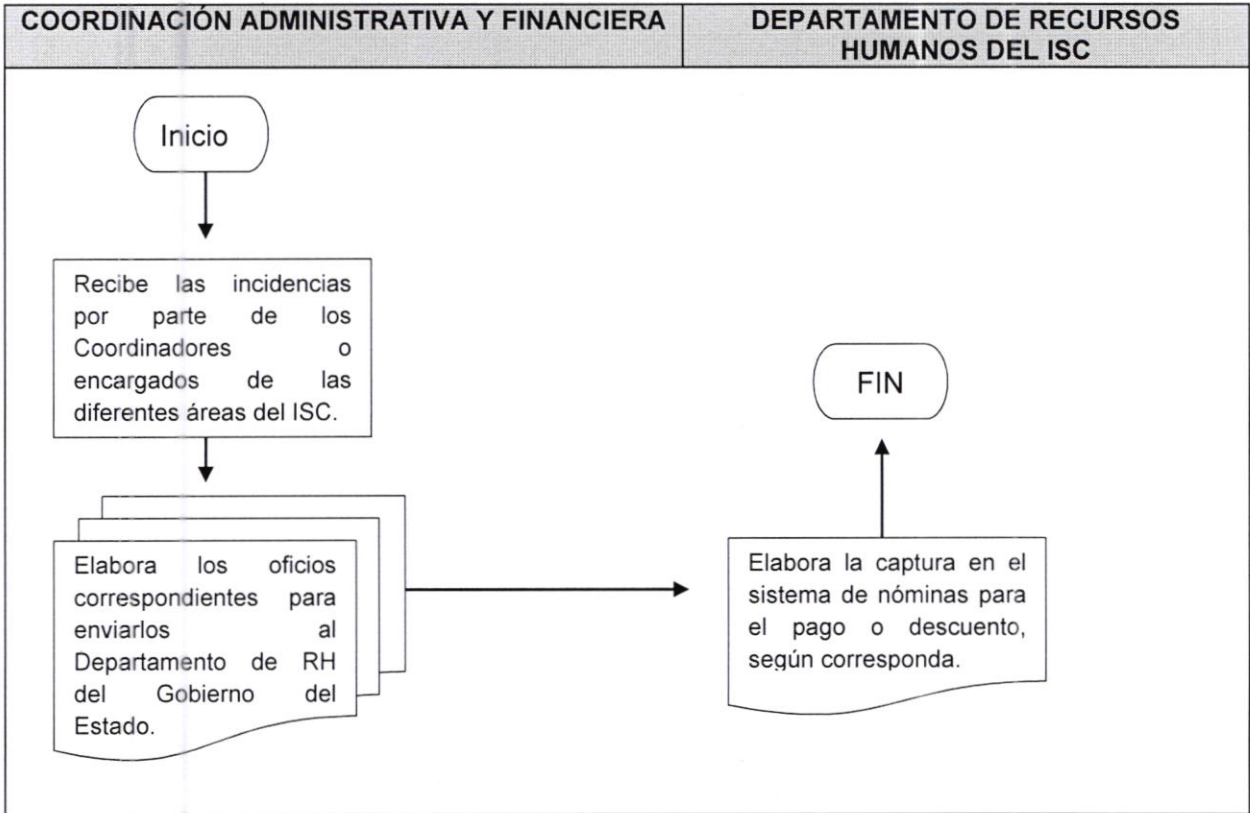 COORDINACIÓN ADMINISTRATIVA Y FINANCIERA
DEPARTAMENTO DE RECURSOS
HUMANOS DEL ISC
Inicio
Recibe las incidencias
por parte de los
Coordinadores o
encargados de las
diferentes áreas del ISC.
Elabora los oficios
correspondientes para
enviarlos al
Departamento de RH
del Gobierno del
Estado.
FIN
Elabora la captura en el
sistema de nóminas para
el pago o descuento,
según corresponda.